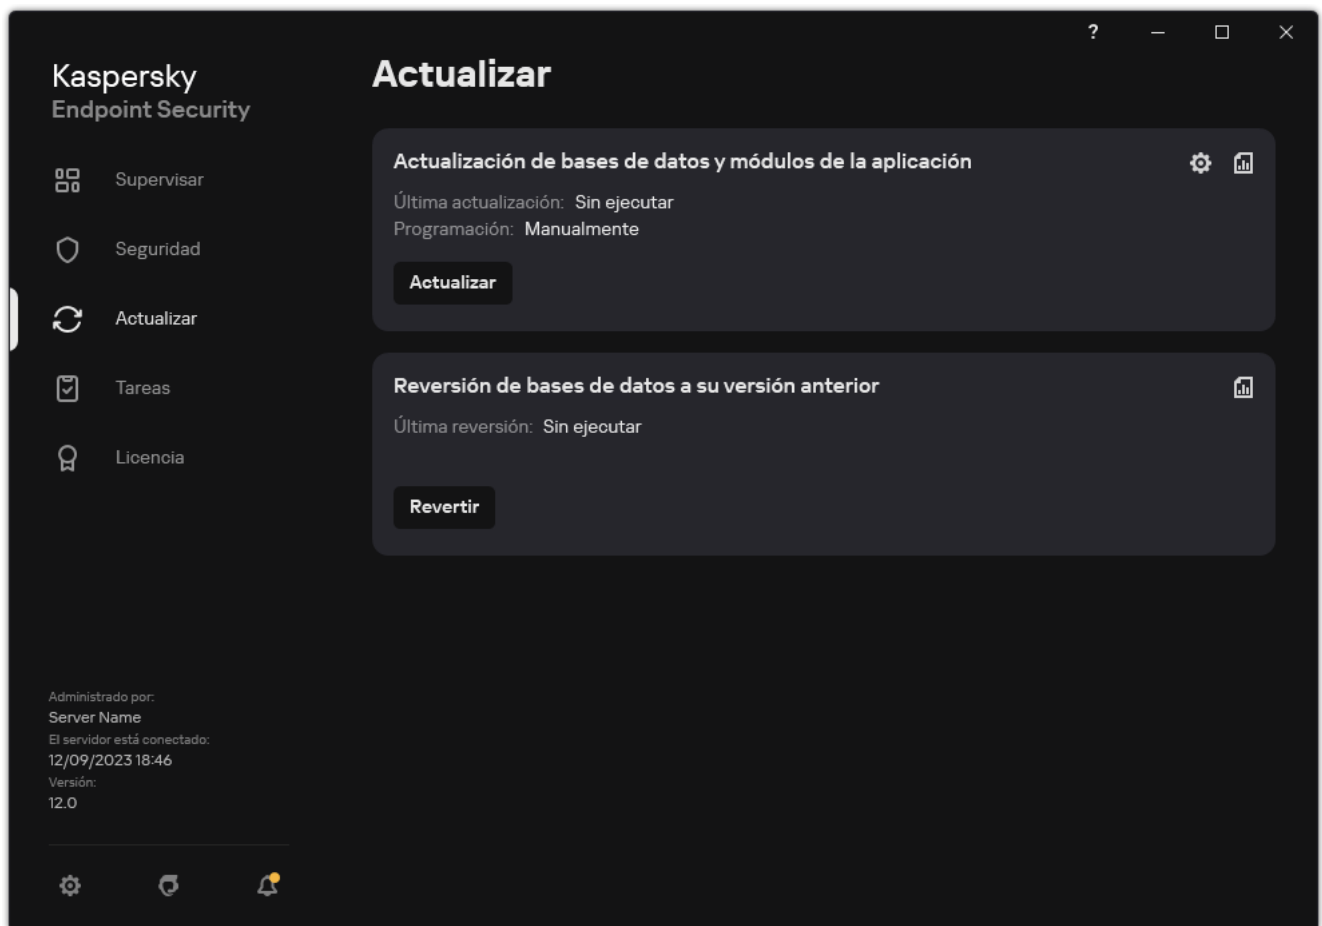 ?
Kaspersky
Endpoint Security
Supervisar
Seguridad
Actualizar
Tareas
Licencia
Administrado por:
Server Name
El servidor está conectado:
12/09/2023 18:46
Versión:
12.0
Actualizar
Actualización de bases de datos y módulos de la aplicación
Última actualización: Sin ejecutar
Programación: Manualmente
Actualizar
Reversión de bases de datos a su versión anterior
Última reversión: Sin ejecutar
Revertir